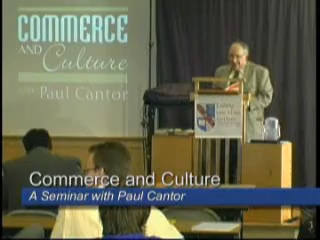 COMMERCE
AND
Culture
with Paul Cantor
Commerce and Culture
A Seminar with Paul Cantor